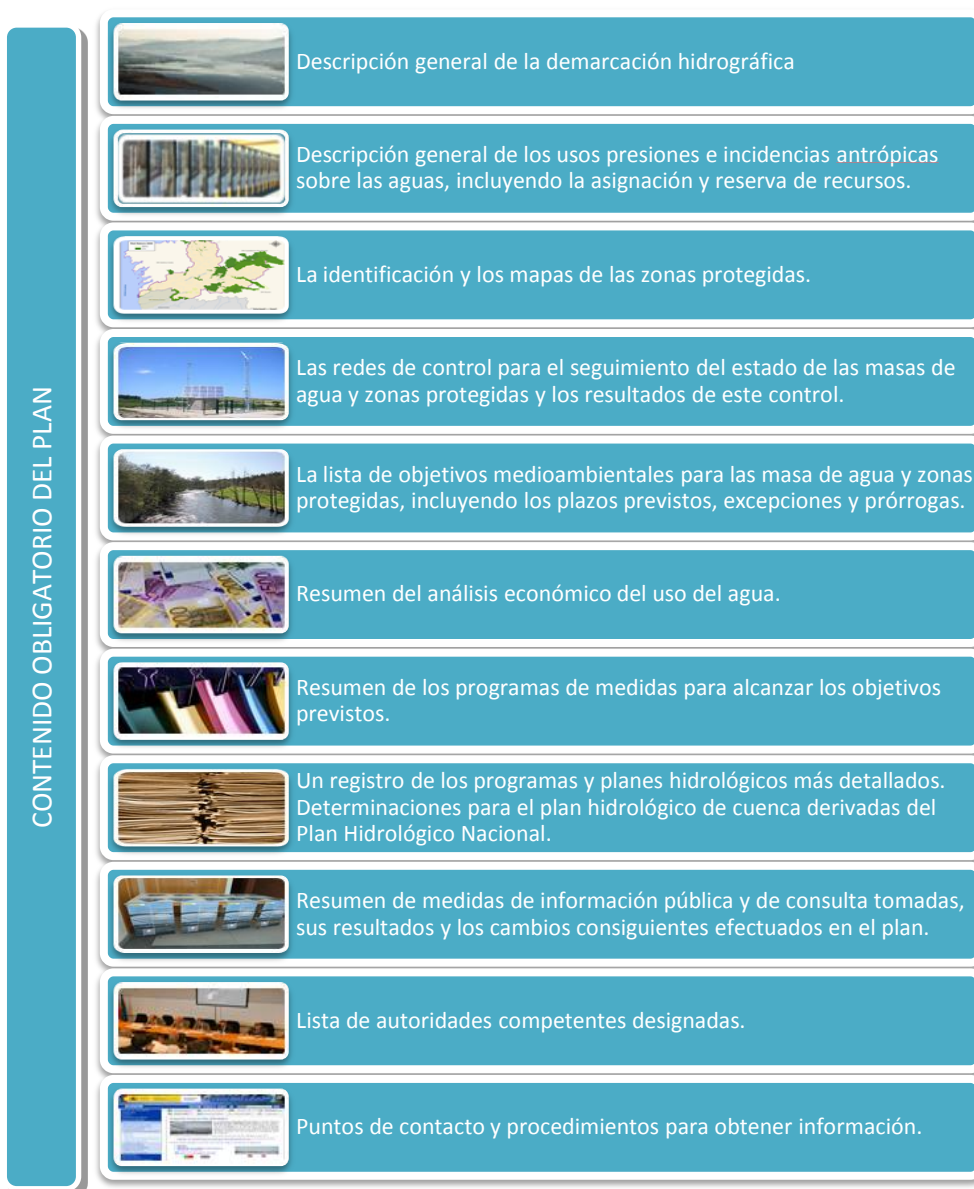 CONTENIDO OBLIGATORIO DEL PLAN
Descripción general de la demarcación hidrográfica
Descripción general de los usos presiones e incidencias antrópicas
sobre las aguas, incluyendo la asignación y reserva de recursos.
La identificación y los mapas de las zonas protegidas.
Las redes de control para el seguimiento del estado de las masas de
agua y zonas protegidas y los resultados de este control.
La lista de objetivos medioambientales para las masa de agua y zonas
protegidas, incluyendo los plazos previstos, excepciones y prórrogas.
Resumen del análisis económico del uso del agua.
Resumen de los programas de medidas para alcanzar los objetivos
previstos.
Un registro de los programas y planes hidrológicos más detallados.
Determinaciones para el plan hidrológico de cuenca derivadas del
Plan Hidrológico Nacional.
Resumen de medidas de información pública y de consulta tomadas,
sus resultados y los cambios consiguientes efectuados en el plan.
Lista de autoridades competentes designadas.
Puntos de contacto y procedimientos para obtener información.